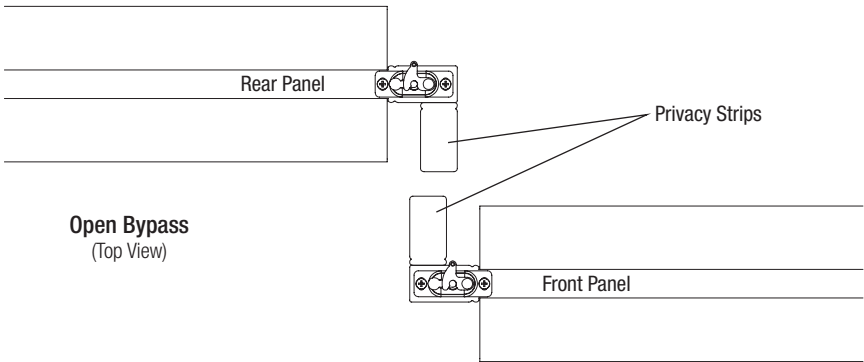 Rear Panel
Privacy Strips
Open Bypass
(Top View)
Front Panel